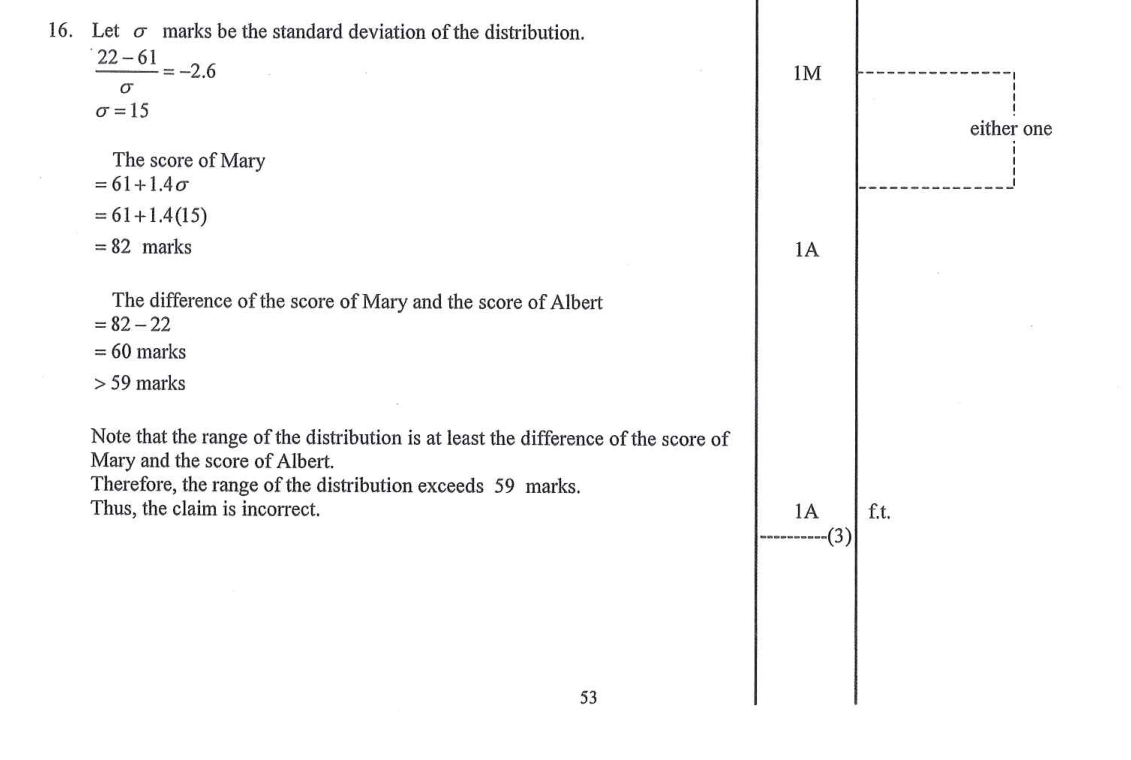 16. Let σ marks be the standard deviation of the distribution.
22 – 61
――― = –2.6
σ
1M
σ = 15
either one
The score of Mary
= 61 + 1.4σ
= 61 + 1.4(15)
= 82 marks 1A
The difference of the score of Mary and the score of Albert
= 82 – 22
= 60 marks
> 59 marks
Note that the range of the distribution is at least the difference of the score of
Mary and the score of Albert.
Therefore, the range of the distribution exceeds 59 marks.
Thus, the claim is incorrect. 1A f.t.
----------(3)
53